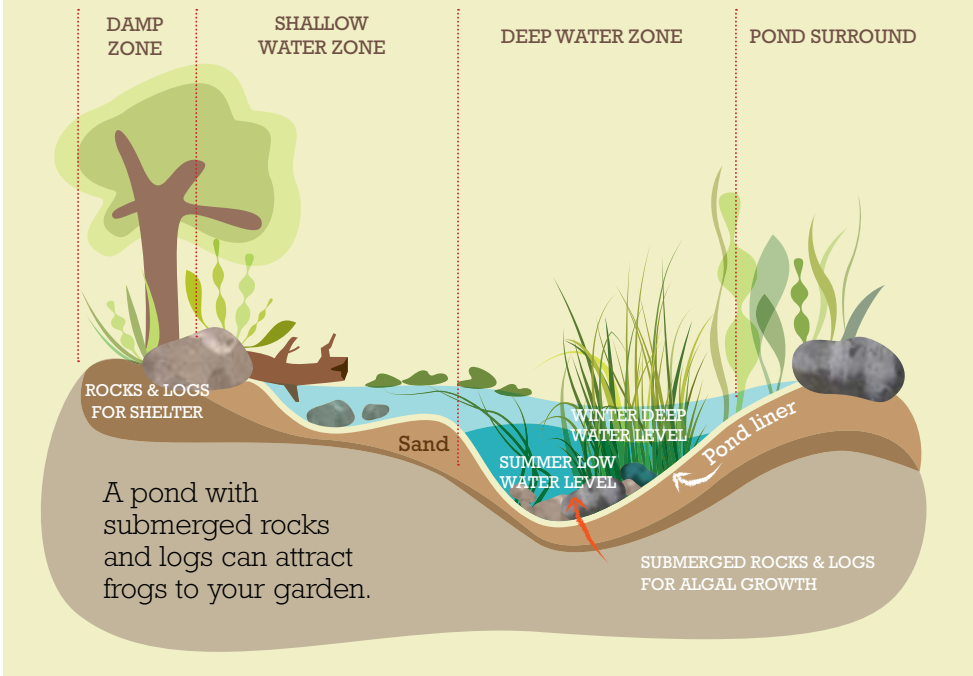 DAMP
ZONE
SHALLOW
WATER ZONE
DEEP WATER ZONE
POND SURROUND
ROCKS & LOGS
FOR SHELTER
Sand
WINTER DEEP
WATER LEVEL
SUMMER LOW
WATER LEVEL
Pond liner
A pond with
submerged rocks
and logs can attract
frogs to your garden.
SUBMERGED ROCKS & LOGS
FOR ALGAL GROWTH